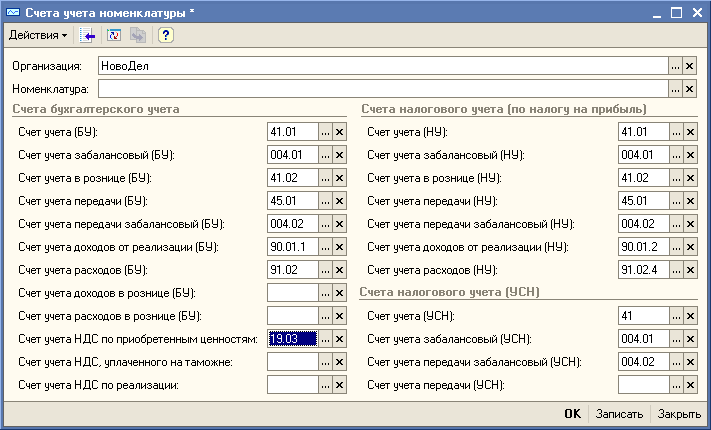 Счета учета номенклатуры *
Действия
Организация: НовоДел ... ×
Номенклатура: ... ×
Счета бухгалтерского учета
Счет учета (БУ): 41.01 ... ×
Счет учета забалансовый (БУ): 004.01 ... ×
Счет учета в рознице (БУ): 41.02 ... ×
Счет учета передачи (БУ): 45.01 ... ×
Счет учета передачи забалансовый (БУ): 004.02 ... ×
Счет учета доходов от реализации (БУ): 90.01.1 ... ×
Счет учета расходов (БУ): 91.02 ... ×
Счет учета доходов в рознице (БУ): ... ×
Счет учета расходов в рознице (БУ): ... ×
Счет учета НДС по приобретенным ценностям: 19.03 ... ×
Счет учета НДС, уплаченного на таможне: ... ×
Счет учета НДС по реализации: ... ×
Счета налогового учета (по налогу на прибыль)
Счет учета (НУ): 41.01 ... ×
Счет учета забалансовый (НУ): 004.01 ... ×
Счет учета в рознице (НУ): 41.02 ... ×
Счет учета передачи (НУ): 45.01 ... ×
Счет учета передачи забалансовый (НУ): 004.02 ... ×
Счет учета доходов от реализации (НУ): 90.01.2 ... ×
Счет учета расходов (НУ): 91.02.4 ... ×
Счета налогового учета (УСН)
Счет учета (УСН): 41 ... ×
Счет учета забалансовый (УСН): 004.01 ... ×
Счет учета передачи забалансовый (УСН): 004.02 ... ×
Счет учета передачи (УСН): ... ×
OK Записать Закрыть